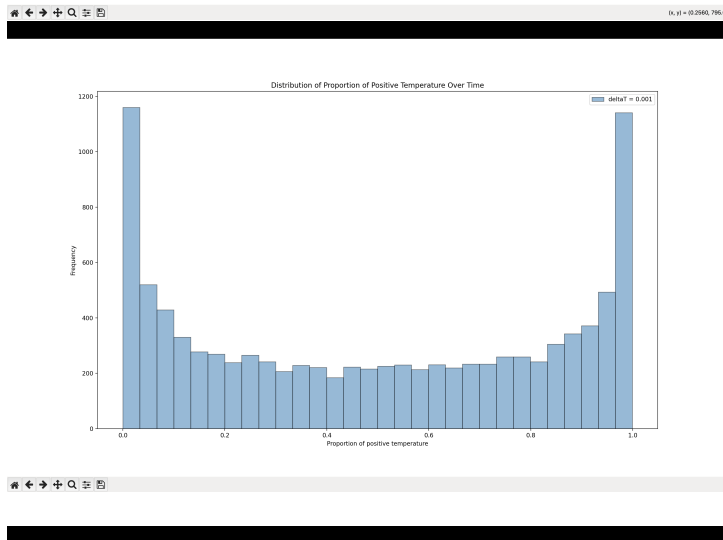 (x, y) = (0.2560, 795.
Distribution of Proportion of Positive Temperature Over Time
deltaT = 0.001
1200
1000
800
600
400
200
0
Frequency
0.0 0.2 0.4 0.6 0.8 1.0
Proportion of positive temperature